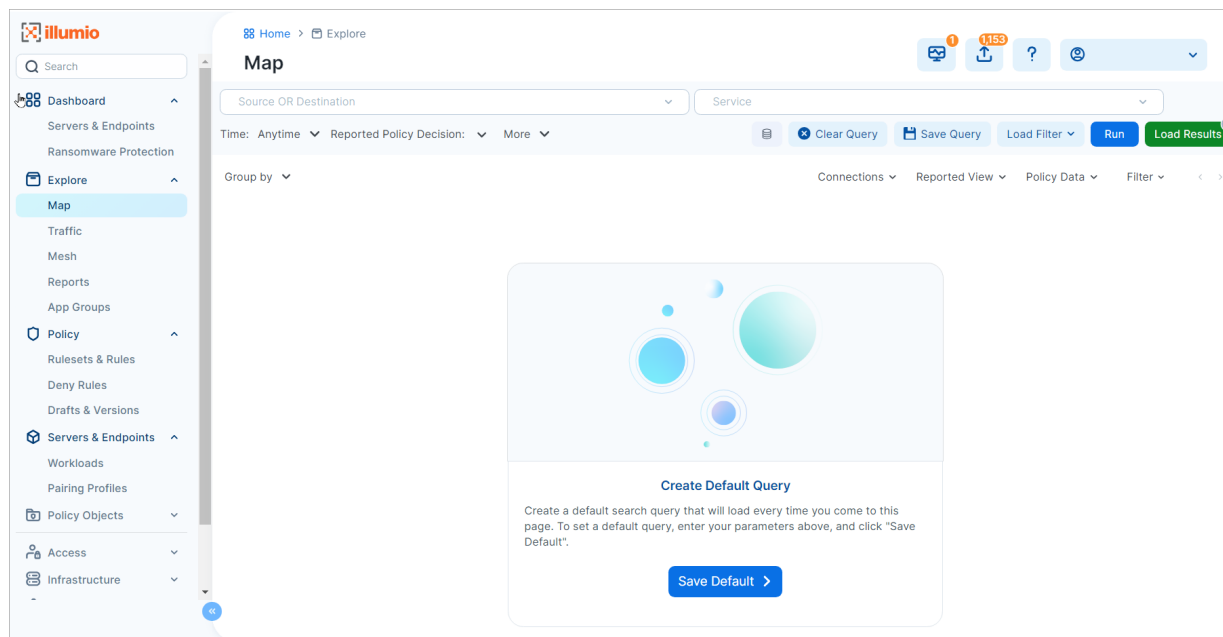 illumio
Search
Dashboard
Servers & Endpoints
Ransomware Protection
Explore
Map
Traffic
Mesh
Reports
App Groups
Policy
Rulesets & Rules
Deny Rules
Drafts & Versions
Servers & Endpoints
Workloads
Pairing Profiles
Policy Objects
Access
Infrastructure
Home > Explore
Map
1
1,153
?
Source OR Destination
Service
Time: Anytime Reported Policy Decision: More
Clear Query Save Query Load Filter Run Load Results
Group by
Connections Reported View Policy Data Filter
Create Default Query
Create a default search query that will load every time you come to this
page. To set a default query, enter your parameters above, and click "Save
Default".
Save Default